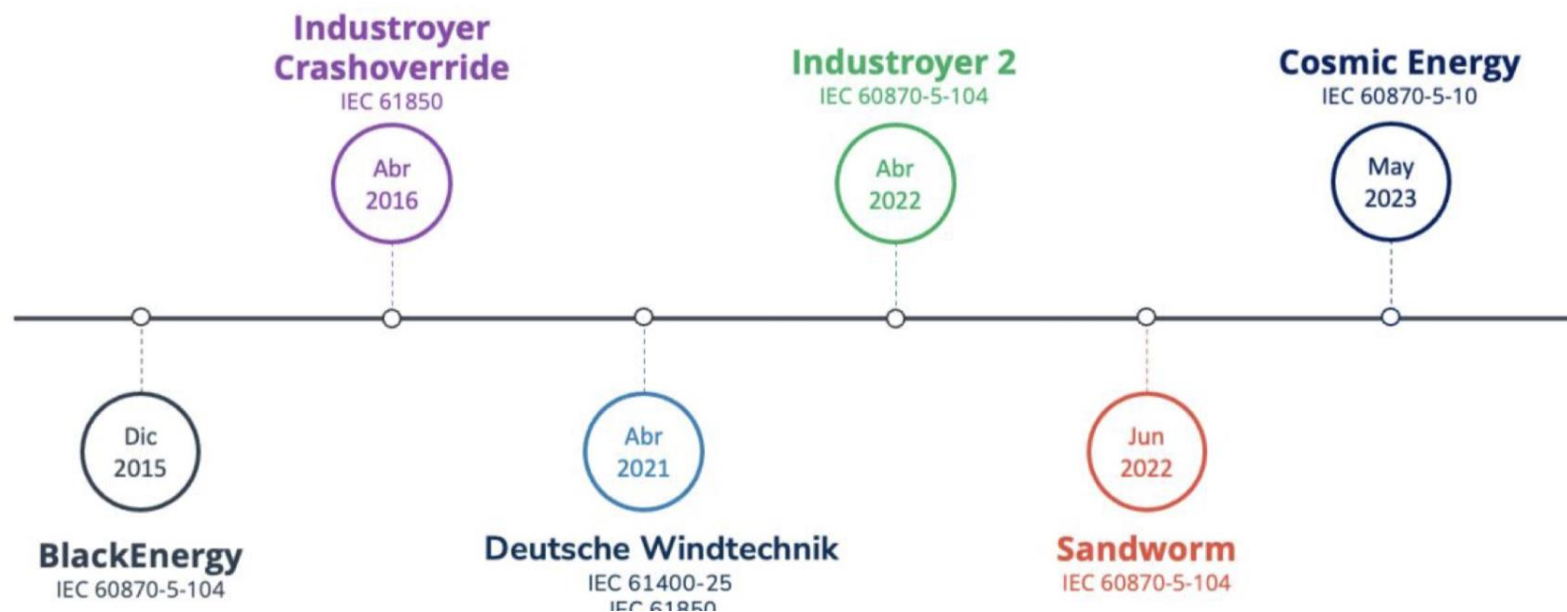 Industroyer
Crashoverride
IEC 61850
Abr
2016
Industroyer 2
IEC 60870-5-104
Abr
2022
Cosmic Energy
IEC 60870-5-10
May
2023
Dic
2015
BlackEnergy
IEC 60870-5-104
Abr
2021
Deutsche Windtechnik
IEC 61400-25
IEC 61850
Jun
2022
Sandworm
IEC 60870-5-104